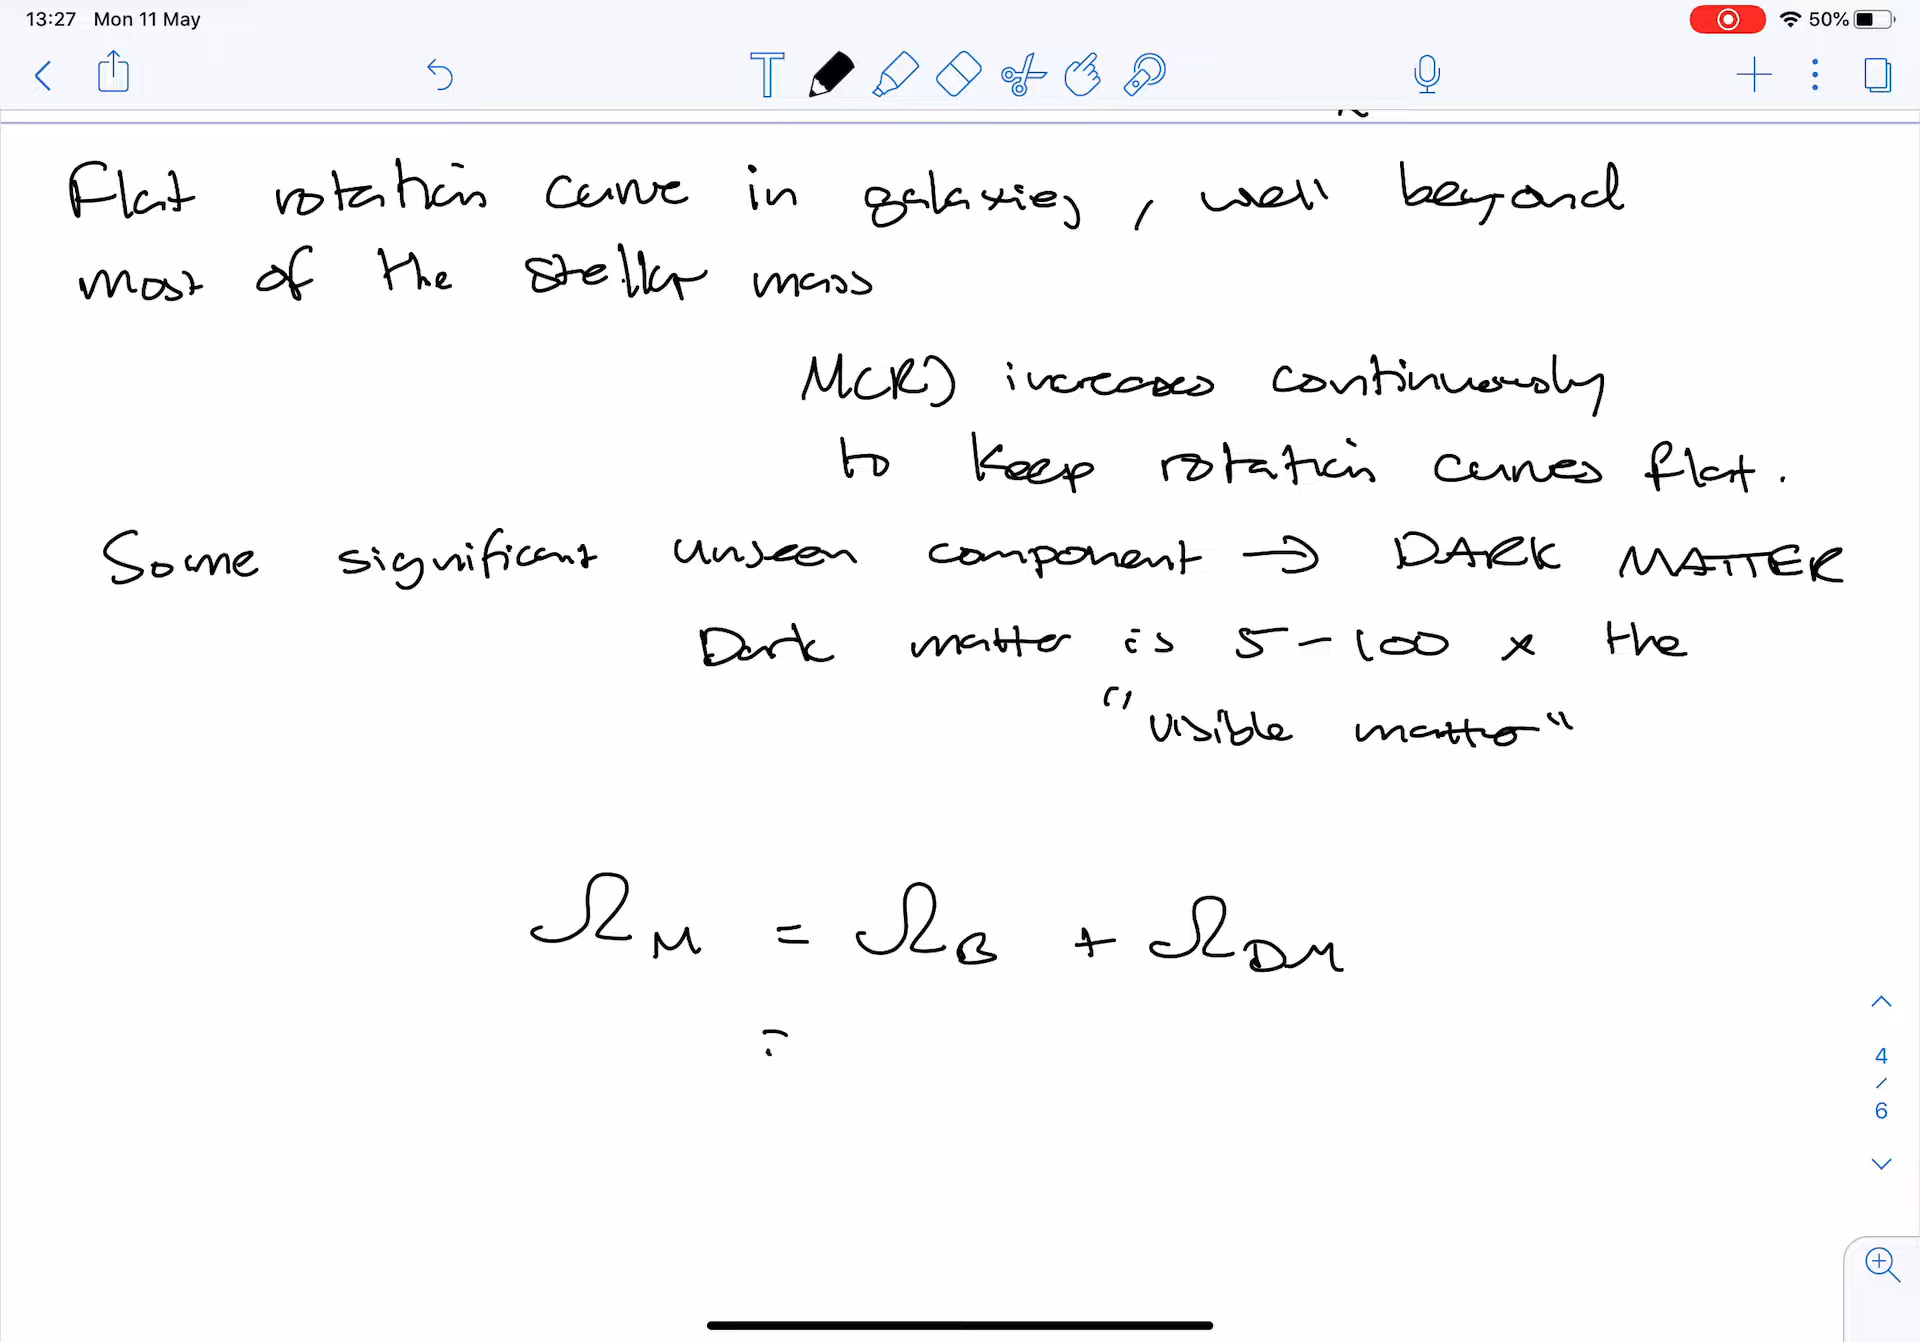 13:27 Mon 11 May 50%
T
Flat rotation curve in galaxies, well beyond
most of the stellar mass
M(R) increases continuously
to keep rotation curves flat.
Some significant unseen component → DARK MATTER
Dark matter is 5-100 x the
"visible matter"
Ω_M = Ω_B + Ω_DM
4
/
6